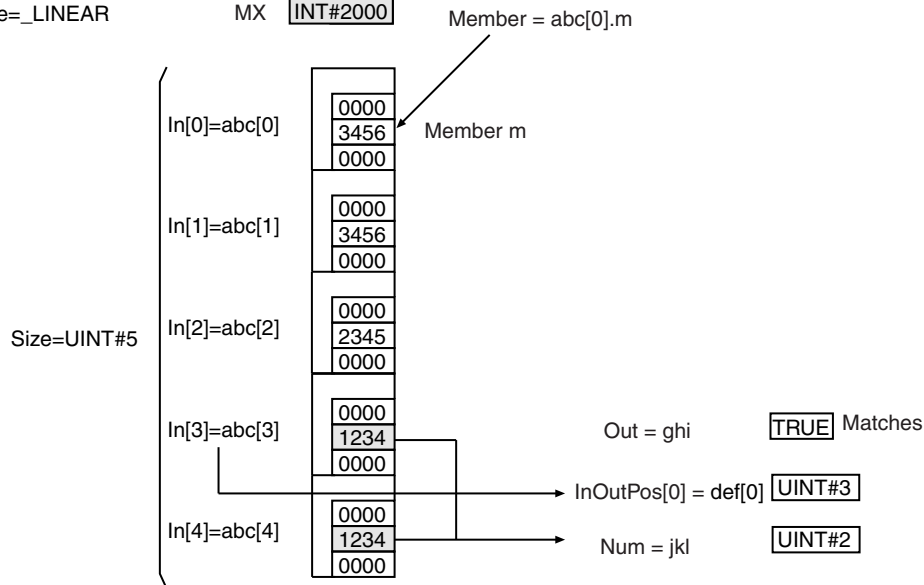 e=_LINEAR MX INT#2000 Member = abc[0].m
0000
In[0]=abc[0] 3456 Member m
0000
0000
In[1]=abc[1] 3456
0000
0000
Size=UINT#5 In[2]=abc[2] 2345
0000
0000
In[3]=abc[3] 1234 Out = ghi TRUE Matches
0000
InOutPos[0] = def[0] UINT#3
0000
In[4]=abc[4] 1234 Num = jkl UINT#2
0000